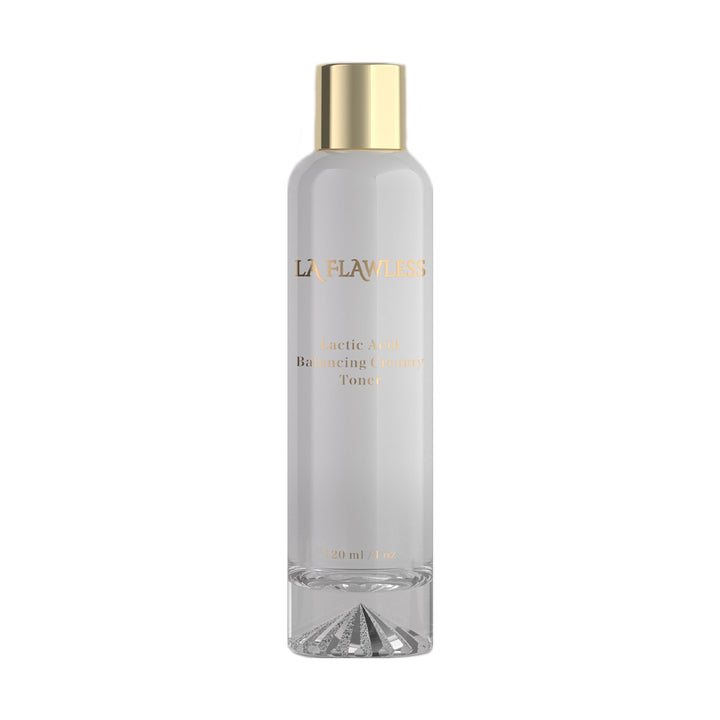 LA FLAWLESS
Lactic Acid
Balancing Creamy
Toner
120 ml / 4 oz